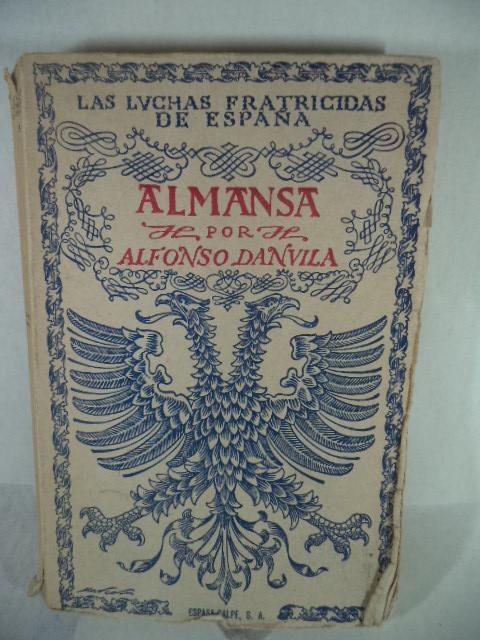 LAS LVCHAS FRATRICIDAS
DE ESPAÑA
ALMANSA
POR
ALFONSO DANVILA
ESPASA-CALPE, S. A.